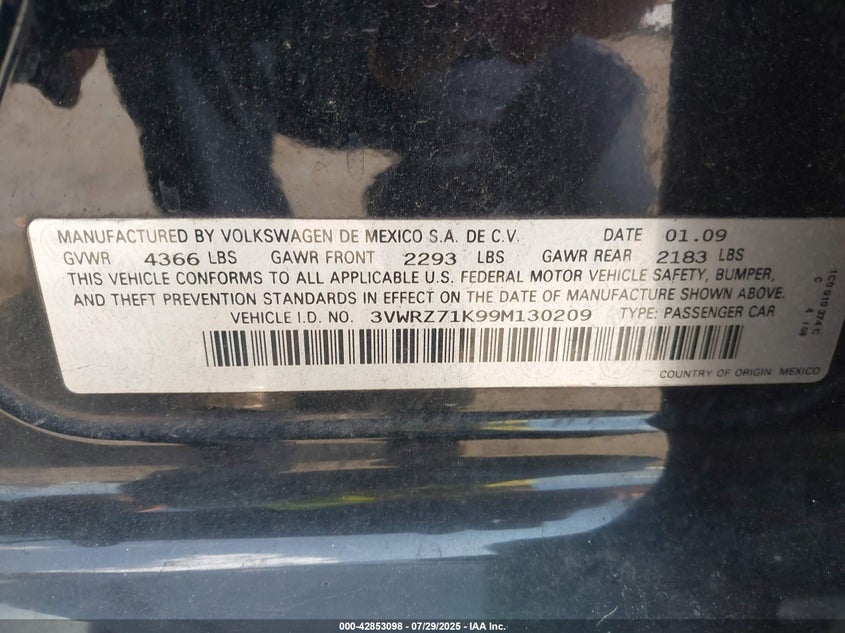 MANUFACTURED BY VOLKSWAGEN DE MEXICO S.A. DE C.V. DATE 01.09
GVWR 4366 LBS GAWR FRONT 2293 LBS GAWR REAR 2183 LBS
THIS VEHICLE CONFORMS TO ALL APPLICABLE U.S. FEDERAL MOTOR VEHICLE SAFETY, BUMPER,
AND THEFT PREVENTION STANDARDS IN EFFECT ON THE DATE OF MANUFACTURE SHOWN ABOVE.
VEHICLE I.D. NO. 3VWRZ71K99M130209 TYPE: PASSENGER CAR
COUNTRY OF ORIGIN: MEXICO
1C0 010 374 C
000-42853098 - 07/29/2025 - IAA Inc.